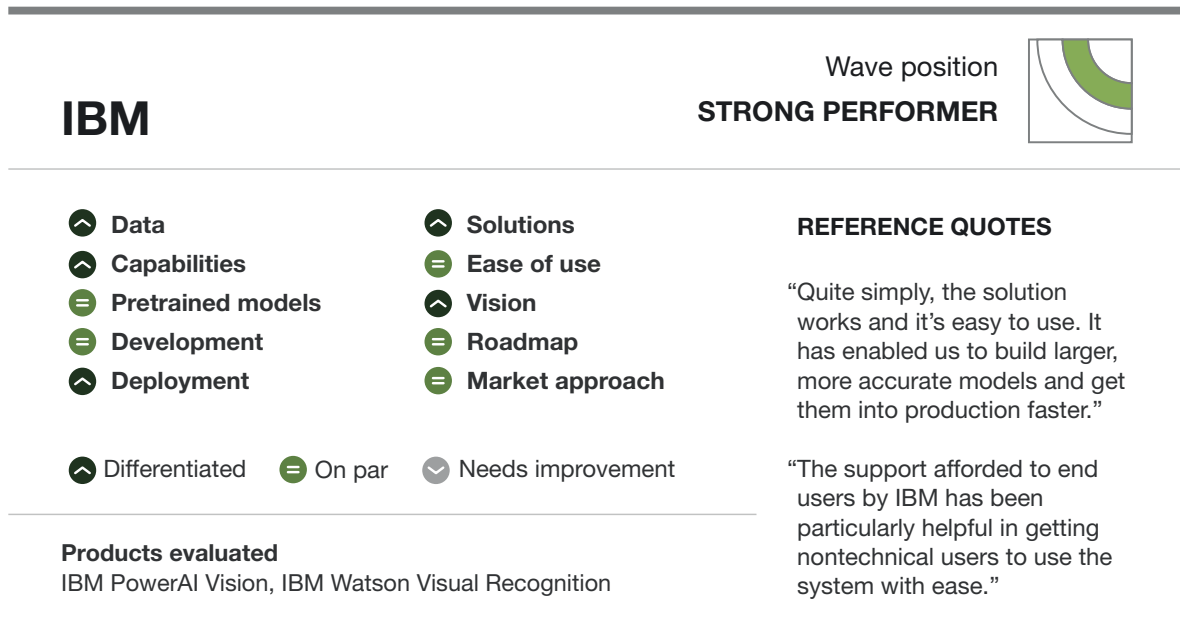 IBM
Wave position
STRONG PERFORMER
Data
Capabilities
Pretrained models
Development
Deployment
Solutions
Ease of use
Vision
Roadmap
Market approach
Differentiated
On par
Needs improvement
Products evaluated
IBM PowerAI Vision, IBM Watson Visual Recognition
REFERENCE QUOTES
“Quite simply, the solution
works and it’s easy to use. It
has enabled us to build larger,
more accurate models and get
them into production faster.”
“The support afforded to end
users by IBM has been
particularly helpful in getting
nontechnical users to use the
system with ease.”